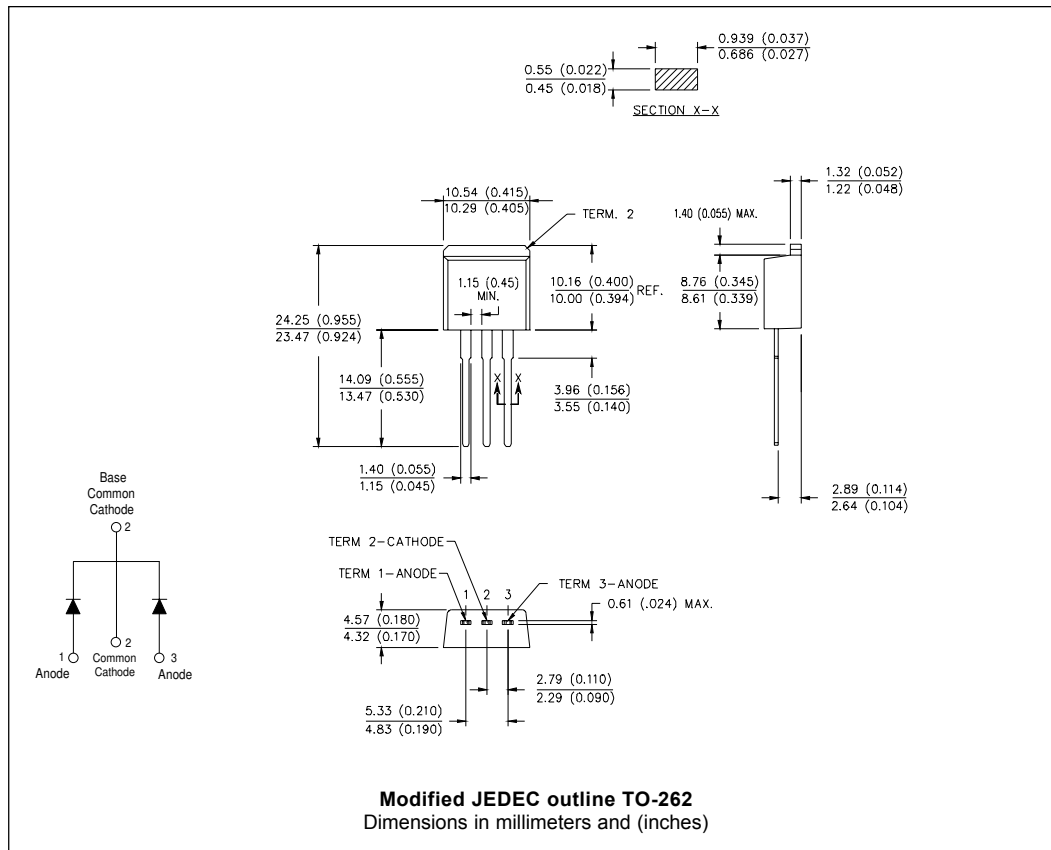 0.939 (0.037)
0.686 (0.027)
0.55 (0.022)
0.45 (0.018)
SECTION X-X
1.32 (0.052)
1.22 (0.048)
10.54 (0.415)
10.29 (0.405)
TERM. 2
1.40 (0.055) MAX.
1.15 (0.45)
MIN.
10.16 (0.400)
10.00 (0.394)
REF.
8.76 (0.345)
8.61 (0.339)
24.25 (0.955)
23.47 (0.924)
14.09 (0.555)
13.47 (0.530)
X X
3.96 (0.156)
3.55 (0.140)
1.40 (0.055)
1.15 (0.045)
2.89 (0.114)
2.64 (0.104)
Base
Common
Cathode
2
2
Common
Cathode
1
Anode
3
Anode
TERM 2-CATHODE
TERM 1-ANODE
TERM 3-ANODE
1 2 3
0.61 (.024) MAX.
4.57 (0.180)
4.32 (0.170)
2.79 (0.110)
2.29 (0.090)
5.33 (0.210)
4.83 (0.190)
Modified JEDEC outline TO-262
Dimensions in millimeters and (inches)